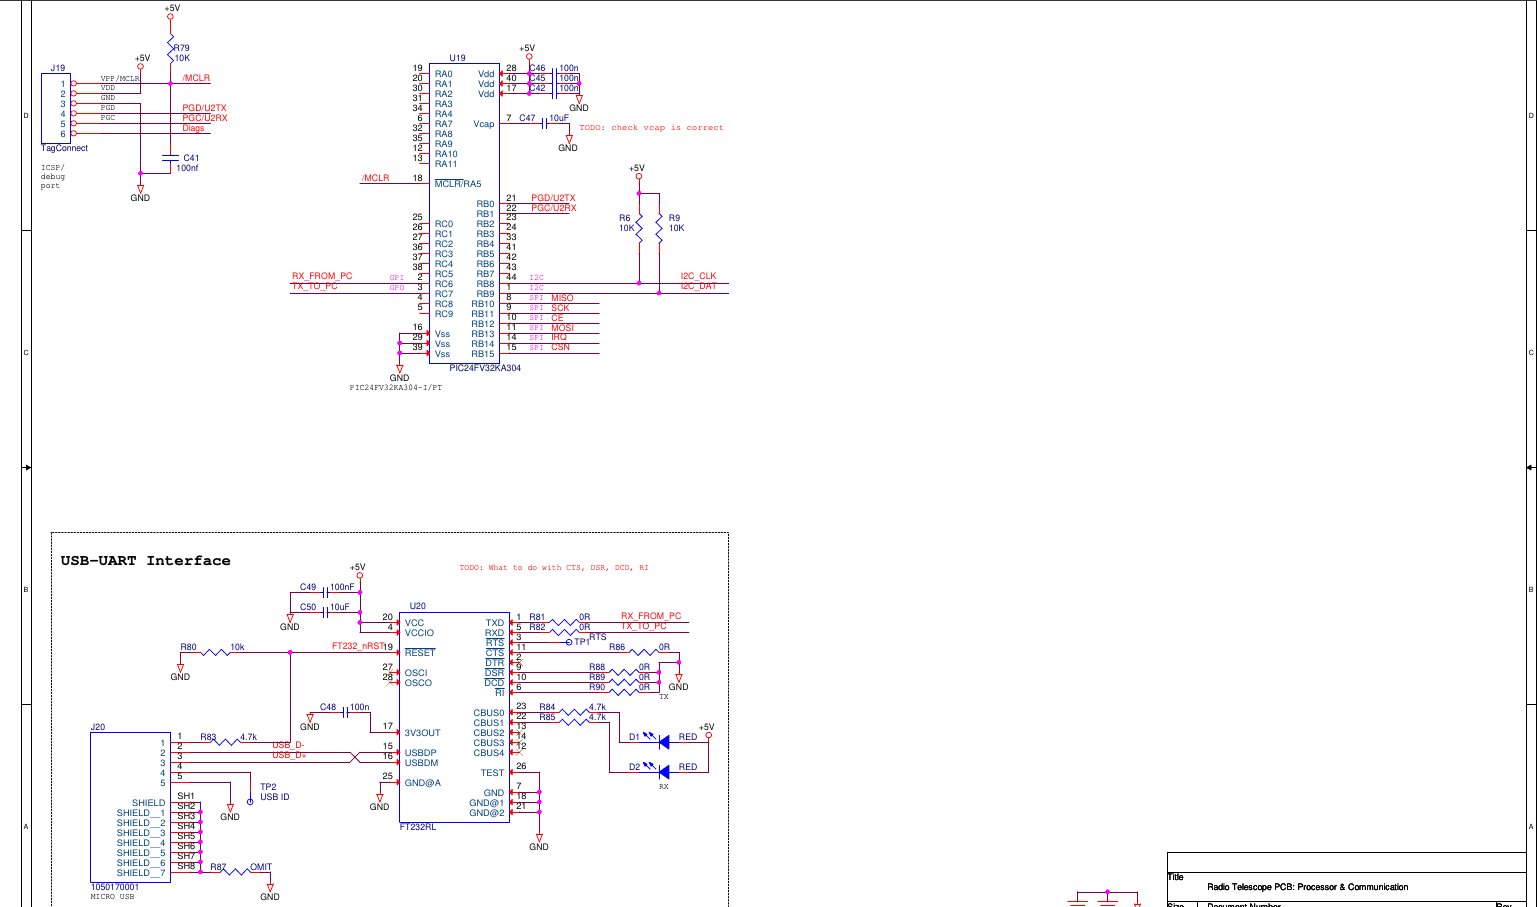 +5V
R79
10K
+5V
J19
1
2
3
4
5
6
VPP/MCLR
VDD
GND
PGD
PGC
/MCLR
PGD/U2TX
PGC/U2RX
Diags
TagConnect
ICSP/
debug
port
C41
100nf
GND
U19
19 RA0
20 RA1
30 RA2
31 RA3
34 RA4
6 RA7
32 RA8
35 RA9
12 RA10
13 RA11
/MCLR
18 MCLR/RA5
25 RC0
26 RC1
27 RC2
36 RC3
37 RC4
38 RC5
RX_FROM_PC GPI 2 RC6
TX_TO_PC GPO 3 RC7
4 RC8
5 RC9
16 Vss
29 Vss
39 Vss
GND
PIC24FV32KA304-I/PT
+5V
Vdd 28 C46 100n
Vdd 40 C45 100n
Vdd 17 C42 100n
GND
Vcap 7 C47 10uF
GND
TODO: check vcap is correct
RB0 21 PGD/U2TX
RB1 22 PGC/U2RX
RB2 23
RB3 24
RB4 33
RB5 41
RB6 42
RB7 43
RB8 44 I2C I2C_CLK
RB9 1 I2C I2C_DAT
RB10 8 SPI MISO
RB11 9 SPI SCK
RB12 10 SPI CE
RB13 11 SPI MOSI
RB14 14 SPI IRQ
RB15 15 SPI CSN
PIC24FV32KA304
+5V
R6
10K
R9
10K
D
C
B
A
D
C
B
A
USB-UART Interface
TODO: What to do with CTS, DSR, DCD, RI
+5V
C49 100nF
C50 10uF
GND
U20
20 VCC
4 VCCIO
R80 10k
GND
FT232_nRST
19 RESET
27 OSCI
28 OSCO
C48 100n
GND
17 3V3OUT
15 USBDP
16 USBDM
25 GND@A
GND
FT232RL
TXD 1 R81 0R RX_FROM_PC
RXD 5 R82 0R TX_TO_PC
RTS 3 TP1 RTS
CTS 11 R86 0R
DTR 2
DSR 9 R88 0R
DCD 10 R89 0R
RI 6 R90 0R
GND
TX
CBUS0 23 R84 4.7k
CBUS1 22 R85 4.7k
CBUS2 13
CBUS3 14
CBUS4 12
+5V
D1 RED
D2 RED
RX
TEST 26
GND 7
GND@1 18
GND@2 21
GND
J20
1 1 R83 4.7k
2 2 USB_D-
3 3 USB_D+
4 4
5 5
TP2
USB ID
GND
SHIELD SH1
SHIELD__1 SH2
SHIELD__2 SH3
SHIELD__3 SH4
SHIELD__4 SH5
SHIELD__5 SH6
SHIELD__6 SH7
SHIELD__7 SH8
R87 OMIT
GND
1050170001
MICRO USB
Title
Radio Telescope PCB: Processor & Communication
Size
Document Number
Rev